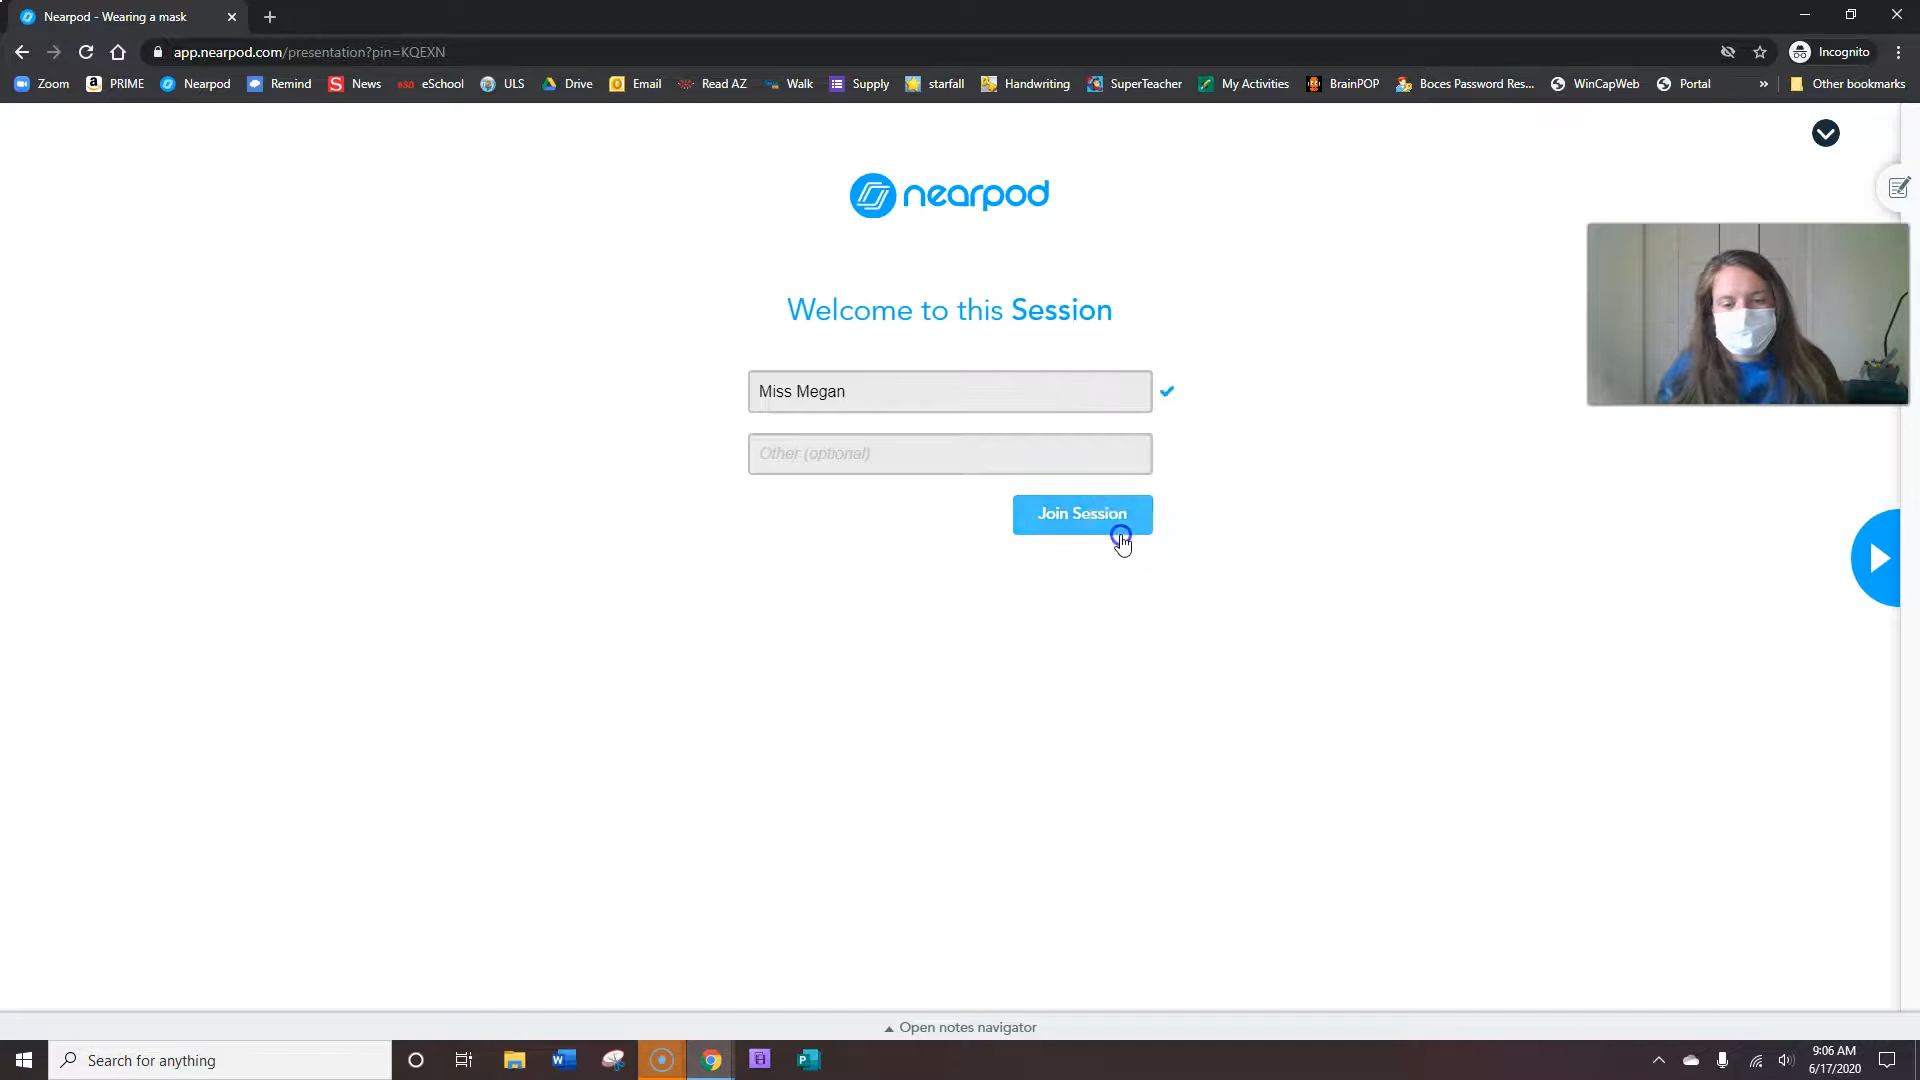 Nearpod - Wearing a mask
app.nearpod.com/presentation?pin=KQEXN
Incognito
Zoom
PRIME
Nearpod
Remind
News
eSchool
ULS
Drive
Email
Read AZ
Walk
Supply
starfall
Handwriting
SuperTeacher
My Activities
BrainPOP
Boces Password Res...
WinCapWeb
Portal
»
Other bookmarks
nearpod
Welcome to this Session
Miss Megan
Other (optional)
Join Session
Open notes navigator
Search for anything
9:06 AM
6/17/2020